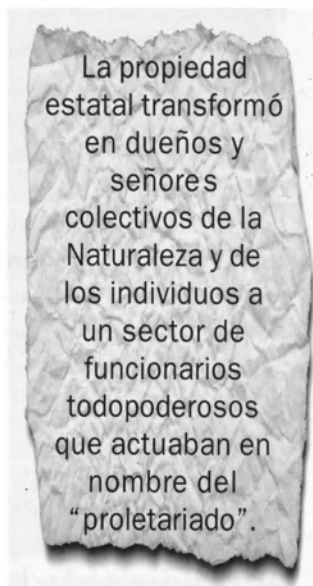 La propiedad
estatal transformó
en dueños y
señores
colectivos de la
Naturaleza y de
los individuos a
un sector de
funcionarios
todopoderosos
que actuaban en
nombre del
“proletariado”.